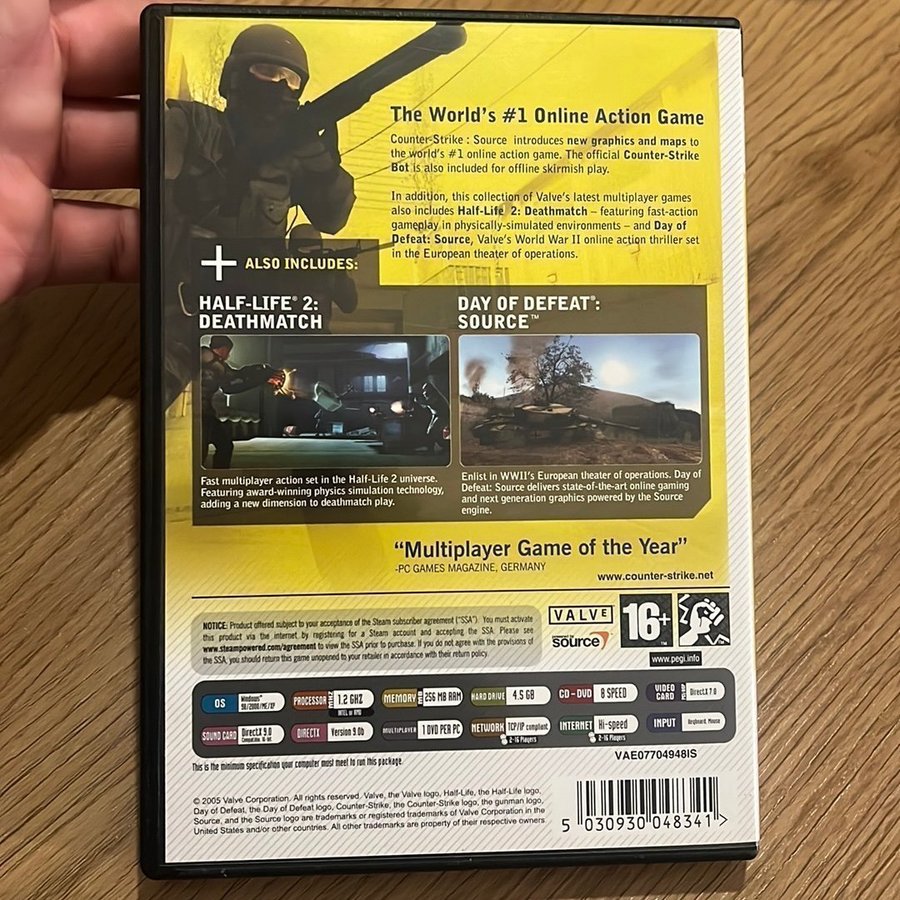 The World's #1 Online Action Game
Counter-Strike : Source introduces new graphics and maps to
the world's #1 online action game. The official Counter-Strike
Bot is also included for offline skirmish play.
In addition, this collection of Valve's latest multiplayer games
also includes Half-Life 2: Deathmatch – featuring fast-action
gameplay in physically-simulated environments – and Day of
Defeat: Source, Valve's World War II online action thriller set
in the European theater of operations.
+ ALSO INCLUDES:
HALF-LIFE® 2:
DEATHMATCH
Fast multiplayer action set in the Half-Life 2 universe.
Featuring award-winning physics simulation technology,
adding a new dimension to deathmatch play.
DAY OF DEFEAT®:
SOURCE™
Enlist in WWII's European theater of operations. Day of
Defeat: Source delivers state-of-the-art online gaming
and next generation graphics powered by the Source
engine.
"Multiplayer Game of the Year"
-PC GAMES MAGAZINE, GERMANY
www.counter-strike.net
NOTICE: Product offered subject to your acceptance of the Steam subscriber agreement ("SSA"). You must activate
this product via the internet by registering for a Steam account and accepting the SSA. Please see
www.steampowered.com/agreement to view the SSA prior to purchase. If you do not agree with the provisions of
the SSA, you should return this game unopened to your retailer in accordance with their return policy.
VALVE
source
16+
www.pegi.info
OS Windows™ 98/2000/ME/XP
PROCESSOR 1.2 GHZ INTEL or AMD
MEMORY 256 MB RAM
HARD DRIVE 4.5 GB
CD-DVD 8 SPEED
VIDEO CARD DirectX 7.0
SOUND CARD DirectX 9.0 Compatible, 16-bit
DIRECTX Version 9.0b
MULTIPLAYER 1 DVD PER PC
NETWORK TCP/IP compliant 2-16 Players
INTERNET Hi-speed 2-16 Players
INPUT Keyboard, Mouse
This is the minimum specification your computer must meet to run this package.
VAE07704948IS
© 2005 Valve Corporation. All rights reserved. Valve, the Valve logo, Half-Life, the Half-Life logo,
Day of Defeat, the Day of Defeat logo, Counter-Strike, the Counter-Strike logo, the gunman logo,
Source, and the Source logo are trademarks or registered trademarks of Valve Corporation in the
United States and/or other countries. All other trademarks are property of their respective owners.
5 030930 048341 >